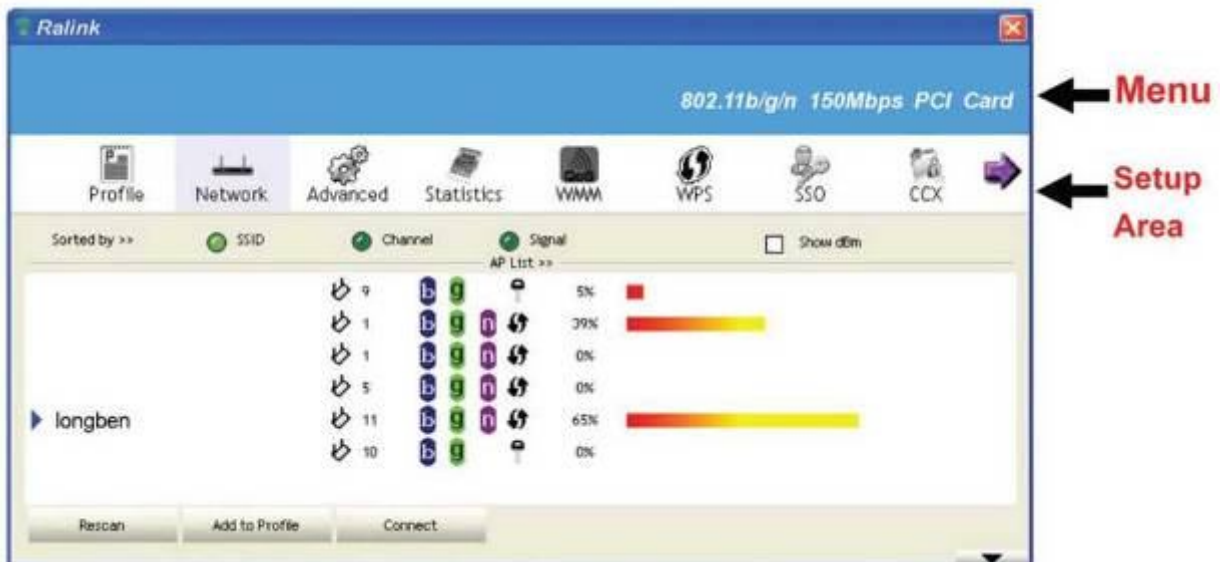 Ralink
802.11b/g/n 150Mbps PCI Card
Menu
Profile Network Advanced Statistics WMM WPS SSO CCX
Setup Area
Sorted by >> SSID Channel Signal Show dBm
AP List >>
9 b g 5%
1 b g n 39%
1 b g n 0%
5 b g n 0%
longben 11 b g n 65%
10 b g 0%
Rescan Add to Profile Connect